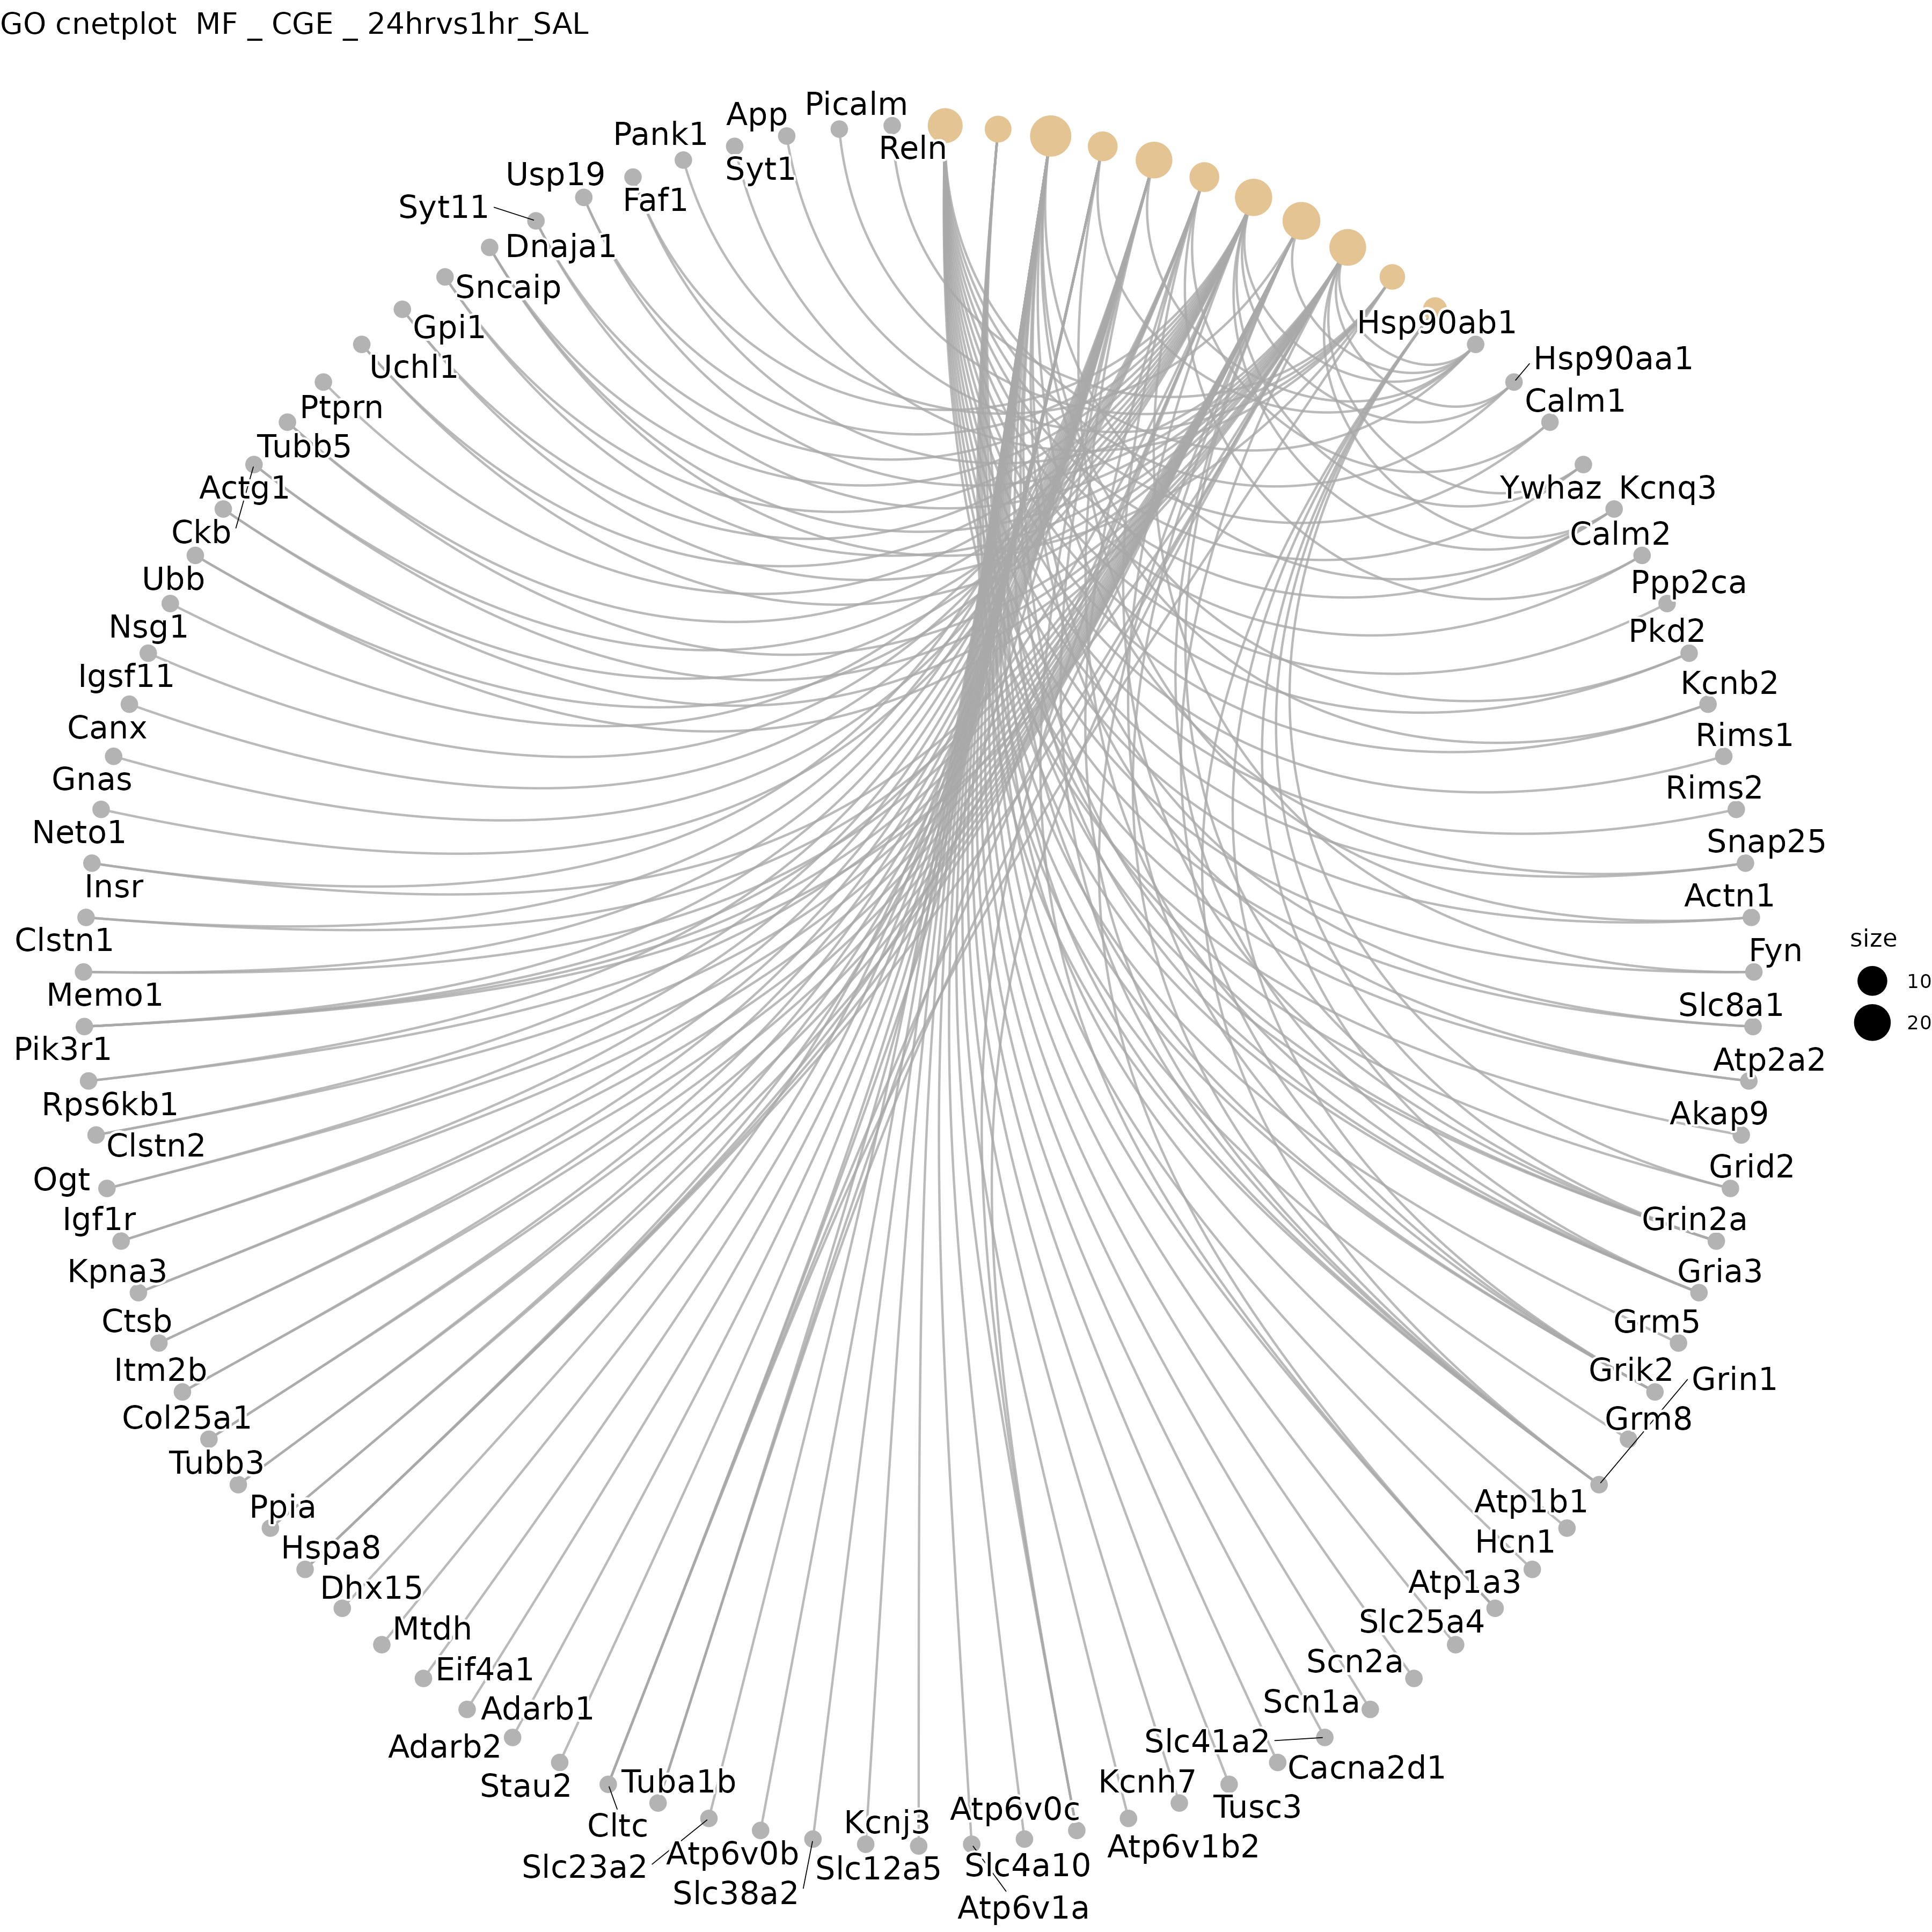 GO cnetplot  MF _ CGE _ 24hrvs1hr_SAL
Picalm
App
Reln
Pank1
Syt1
Usp19
Faf1
Syt11
Dnaja1
Sncaip
Hsp90ab1
Gpi1
Hsp90aa1
Uchl1
Calm1
Ptprn
Tubb5
Actg1
Ywhaz
Kcnq3
Ckb
Calm2
Ubb
Ppp2ca
Nsg1
Pkd2
Igsf11
Kcnb2
Canx
Rims1
Gnas
Rims2
Neto1
Snap25
Insr
Actn1
Clstn1
size
Fyn
10
Memo1
Slc8a1
20
Pik3r1
Atp2a2
Rps6kb1
Akap9
Clstn2
Grid2
Ogt
Igf1r
Grin2a
Kpna3
Gria3
Ctsb
Grm5
Itm2b
Grik2
Grin1
Col25a1
Grm8
Tubb3
Atp1b1
Ppia
Hcn1
Hspa8
Atp1a3
Dhx15
Slc25a4
Mtdh
Scn2a
Eif4a1
Scn1a
Adarb1
Slc41a2
Adarb2
Cacna2d1
Stau2
Tuba1b
Kcnh7
Tusc3
Atp6v0c
Cltc
Kcnj3
Atp6v1b2
Atp6v0b
Slc23a2
Slc12a5
Slc4a10
Slc38a2
Atp6v1a